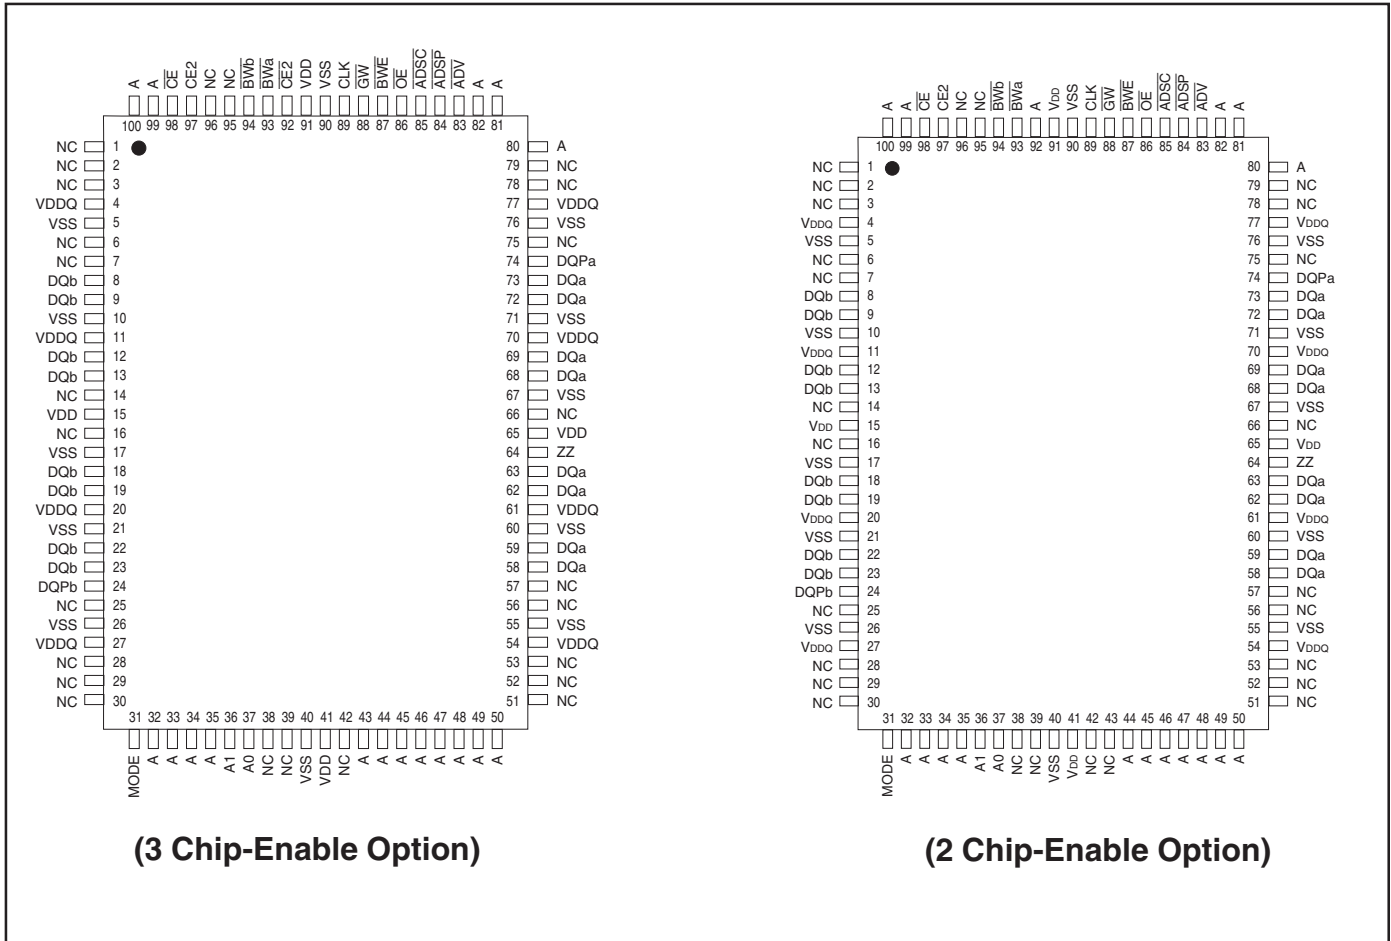 A A CE CE2 NC NC BWb BWa CE2 VDD VSS CLK GW BWE OE ADSC ADSP ADV A A
100 99 98 97 96 95 94 93 92 91 90 89 88 87 86 85 84 83 82 81
NC 1 80 A
NC 2 79 NC
NC 3 78 NC
VDDQ 4 77 VDDQ
VSS 5 76 VSS
NC 6 75 NC
NC 7 74 DQPa
DQb 8 73 DQa
DQb 9 72 DQa
VSS 10 71 VSS
VDDQ 11 70 VDDQ
DQb 12 69 DQa
DQb 13 68 DQa
NC 14 67 VSS
VDD 15 66 NC
NC 16 65 VDD
VSS 17 64 ZZ
DQb 18 63 DQa
DQb 19 62 DQa
VDDQ 20 61 VDDQ
VSS 21 60 VSS
DQb 22 59 DQa
DQb 23 58 DQa
DQPb 24 57 NC
NC 25 56 NC
VSS 26 55 VSS
VDDQ 27 54 VDDQ
NC 28 53 NC
NC 29 52 NC
NC 30 51 NC
31 32 33 34 35 36 37 38 39 40 41 42 43 44 45 46 47 48 49 50
MODE A A A A A1 A0 NC NC VSS VDD NC A A A A A A A A
(3 Chip-Enable Option)
A A CE CE2 NC NC BWb BWa A VDD VSS CLK GW BWE OE ADSC ADSP ADV A A
100 99 98 97 96 95 94 93 92 91 90 89 88 87 86 85 84 83 82 81
NC 1 80 A
NC 2 79 NC
NC 3 78 NC
VDDQ 4 77 VDDQ
VSS 5 76 VSS
NC 6 75 NC
NC 7 74 DQPa
DQb 8 73 DQa
DQb 9 72 DQa
VSS 10 71 VSS
VDDQ 11 70 VDDQ
DQb 12 69 DQa
DQb 13 68 DQa
NC 14 67 VSS
VDD 15 66 NC
NC 16 65 VDD
VSS 17 64 ZZ
DQb 18 63 DQa
DQb 19 62 DQa
VDDQ 20 61 VDDQ
VSS 21 60 VSS
DQb 22 59 DQa
DQb 23 58 DQa
DQPb 24 57 NC
NC 25 56 NC
VSS 26 55 VSS
VDDQ 27 54 VDDQ
NC 28 53 NC
NC 29 52 NC
NC 30 51 NC
31 32 33 34 35 36 37 38 39 40 41 42 43 44 45 46 47 48 49 50
MODE A A A A A1 A0 NC NC VSS VDD NC NC A A A A A A A
(2 Chip-Enable Option)